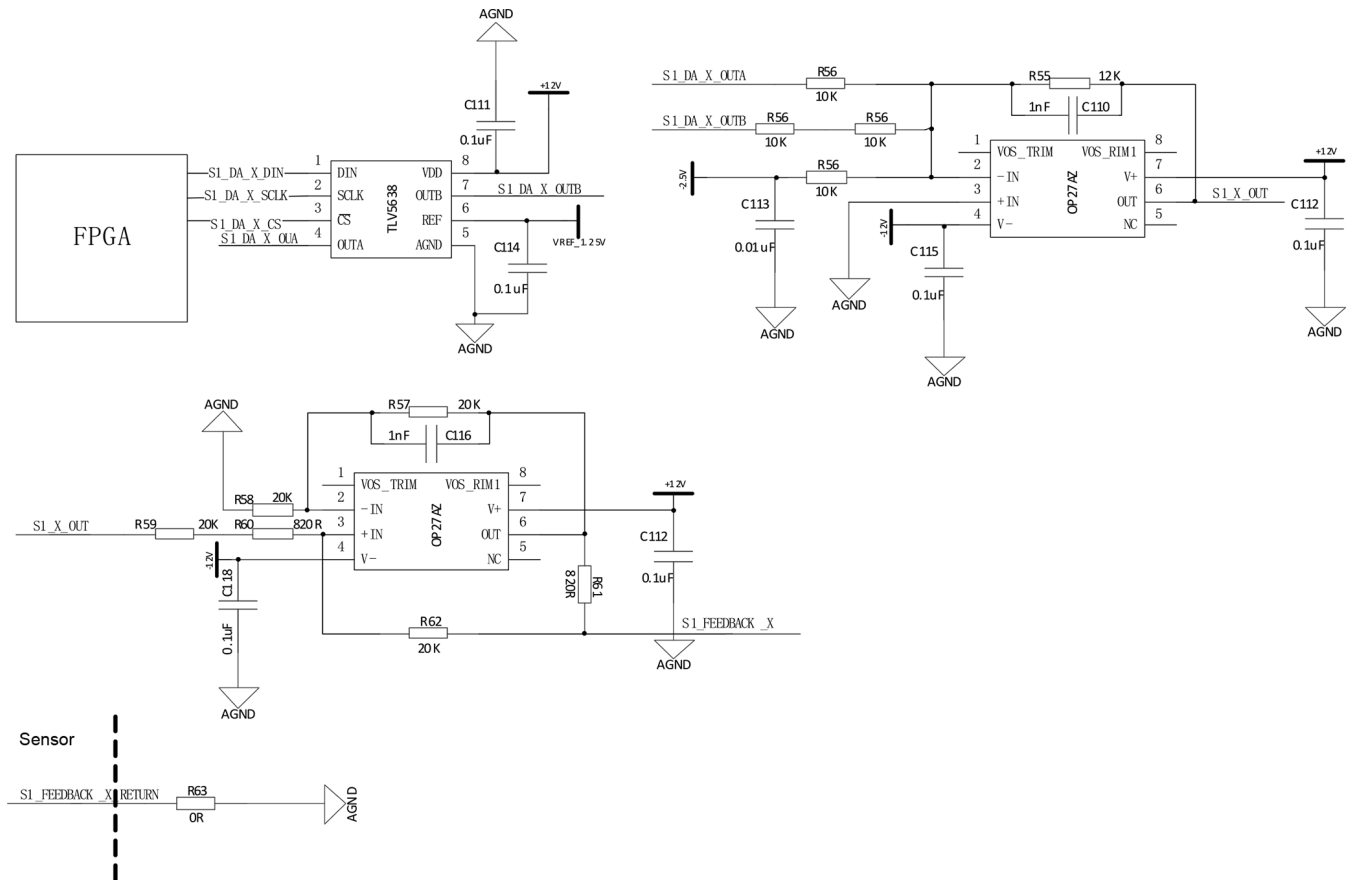 AGND
C111
0.1uF
+12V
FPGA
S1_DA_X_DIN
S1_DA_X_SCLK
S1_DA_X_CS
S1_DA_X_OUA
1
2
3
4
DIN
SCLK
CS
OUTA
TLV5638
VDD
OUTB
REF
AGND
8
7
6
5
S1_DA_X_OUTB
VREF_1.25V
C114
0.1uF
AGND
S1_DA_X_OUTA
R56
10K
S1_DA_X_OUTB
R56
10K
R56
10K
R56
10K
-2.5V
C113
0.01uF
AGND
R55
12K
1nF
C110
1
2
3
4
VOS_TRIM
-IN
+IN
V-
OP27AZ
VOS_RIM1
V+
OUT
NC
8
7
6
5
AGND
-12V
C115
0.1uF
AGND
S1_X_OUT
+12V
C112
0.1uF
AGND
AGND
R57
20K
1nF
C116
R58
20K
S1_X_OUT
R59
20K
R60
820R
1
2
3
4
VOS_TRIM
-IN
+IN
V-
OP27AZ
VOS_RIM1
V+
OUT
NC
8
7
6
5
-12V
C118
0.1uF
AGND
R61
820R
R62
20K
S1_FEEDBACK _X
+12V
C112
0.1uF
AGND
Sensor
S1_FEEDBACK _X_RETURN
R63
0R
AGND